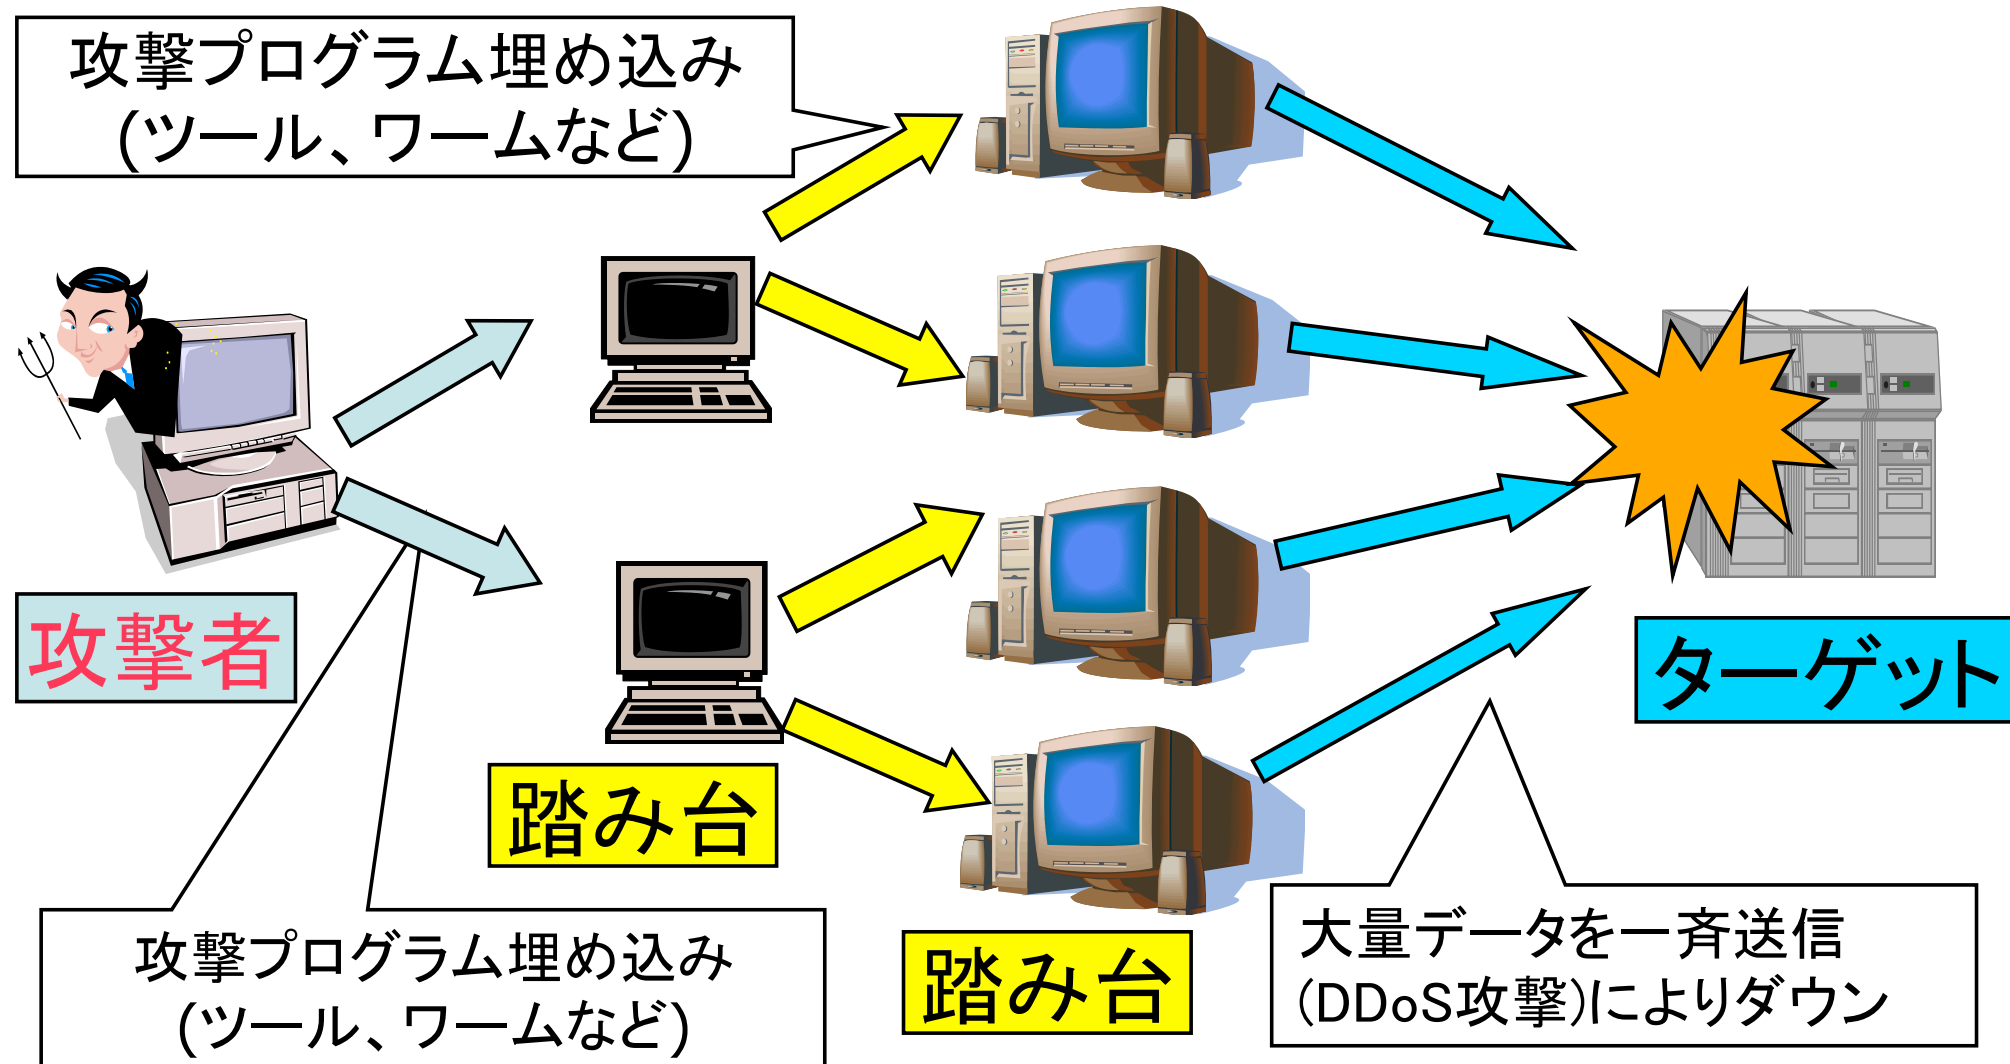 攻撃プログラム埋め込み
(ツール、ワームなど)
攻撃者
ターゲット
踏み台
踏み台
攻撃プログラム埋め込み
(ツール、ワームなど)
大量データを一斉送信
(DDoS攻撃)によりダウン